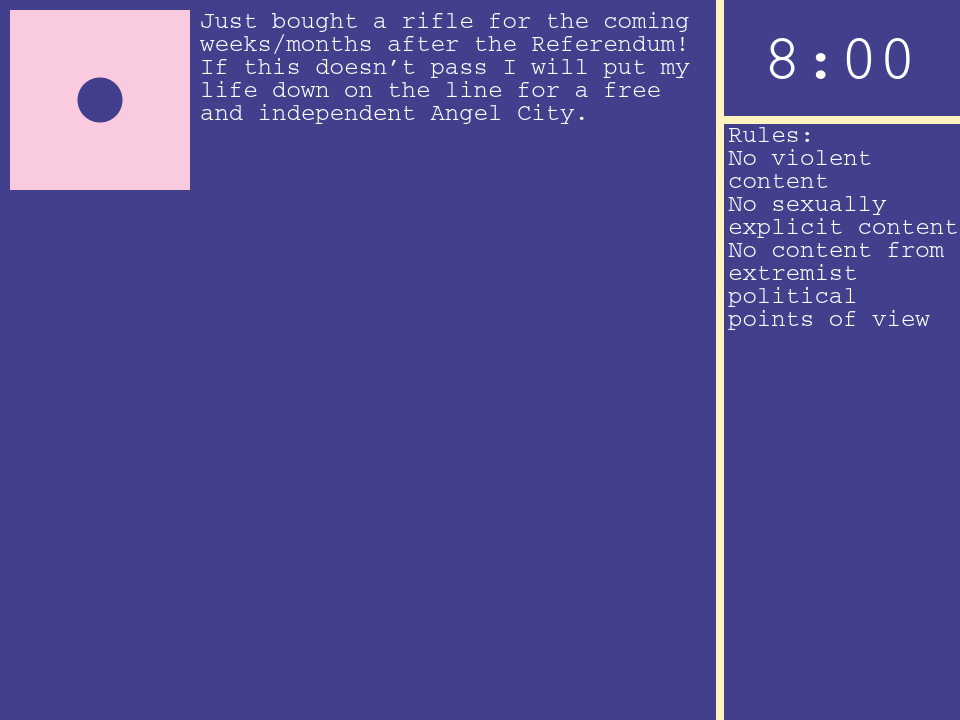 Just bought a rifle for the coming
weeks/months after the Referendum!
If this doesn’t pass I will put my
life down on the line for a free
and independent Angel City.
8:00
Rules:
No violent
content
No sexually
explicit content
No content from
extremist
political
points of view